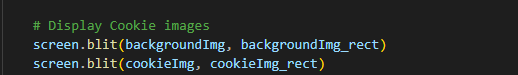 # Display Cookie images
screen.blit(backgroundImg, backgroundImg_rect)
screen.blit(cookieImg, cookieImg_rect)